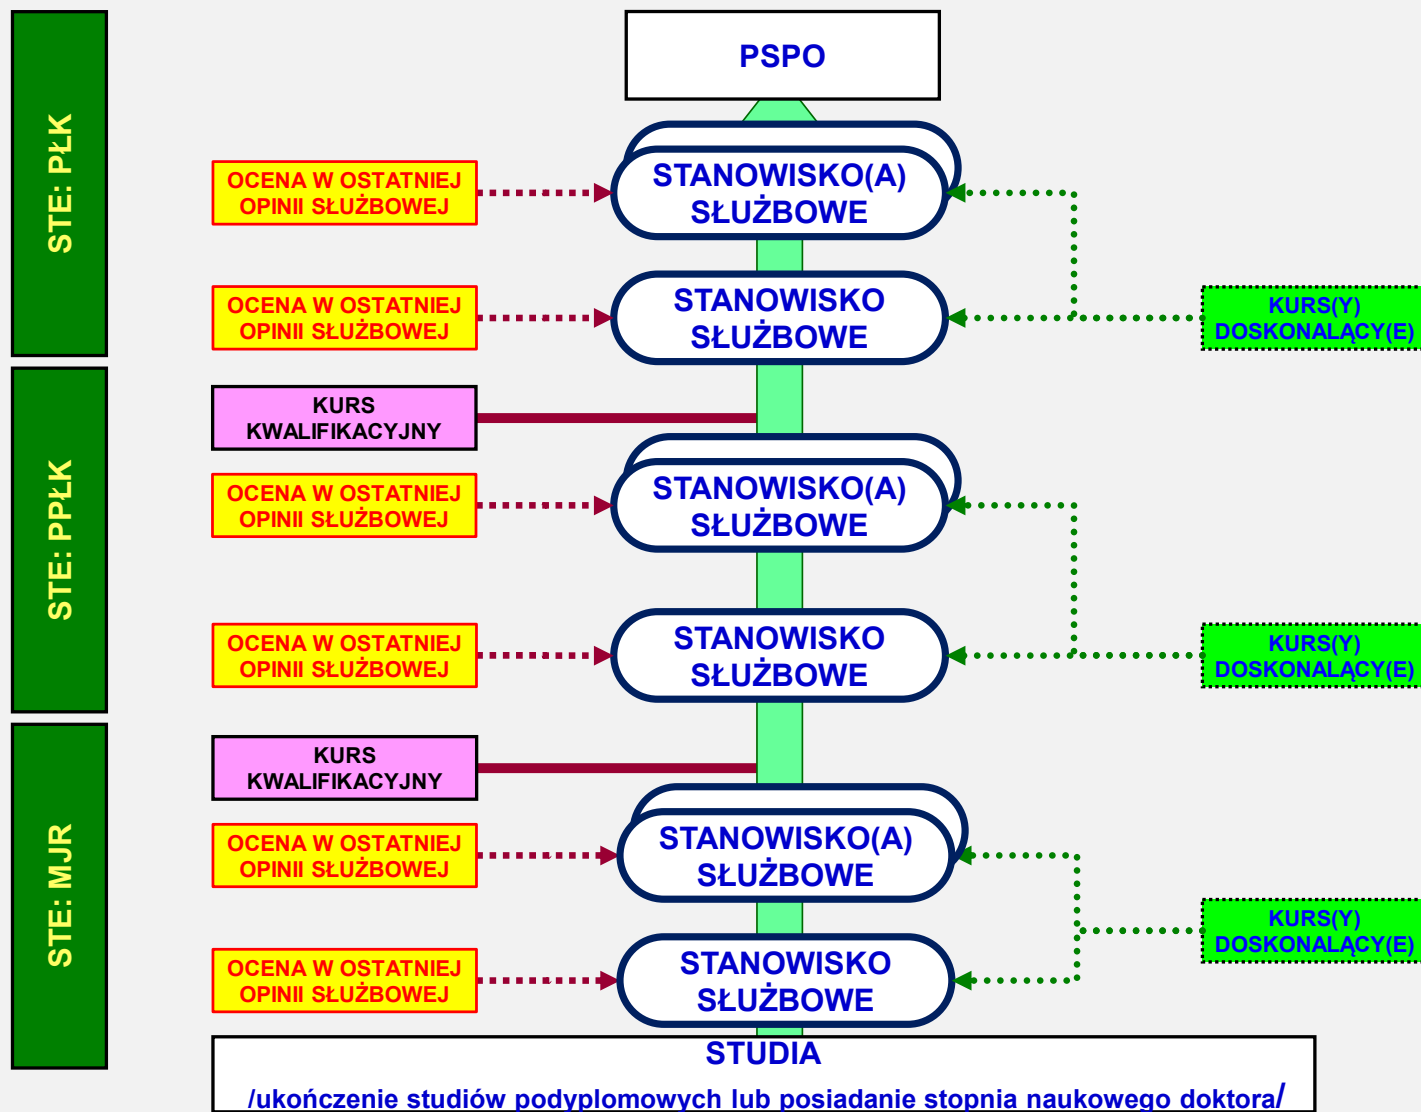 PSPO
STE: PŁK
OCENA W OSTATNIEJ
OPINII SŁUŻBOWEJ
STANOWISKO(A)
SŁUŻBOWE
OCENA W OSTATNIEJ
OPINII SŁUŻBOWEJ
STANOWISKO
SŁUŻBOWE
KURS(Y)
DOSKONALĄCY(E)
STE: PPŁK
KURS
KWALIFIKACYJNY
OCENA W OSTATNIEJ
OPINII SŁUŻBOWEJ
STANOWISKO(A)
SŁUŻBOWE
OCENA W OSTATNIEJ
OPINII SŁUŻBOWEJ
STANOWISKO
SŁUŻBOWE
KURS(Y)
DOSKONALĄCY(E)
STE: MJR
KURS
KWALIFIKACYJNY
OCENA W OSTATNIEJ
OPINII SŁUŻBOWEJ
STANOWISKO(A)
SŁUŻBOWE
KURS(Y)
DOSKONALĄCY(E)
OCENA W OSTATNIEJ
OPINII SŁUŻBOWEJ
STANOWISKO
SŁUŻBOWE
STUDIA
/ukończenie studiów podyplomowych lub posiadanie stopnia naukowego doktora/